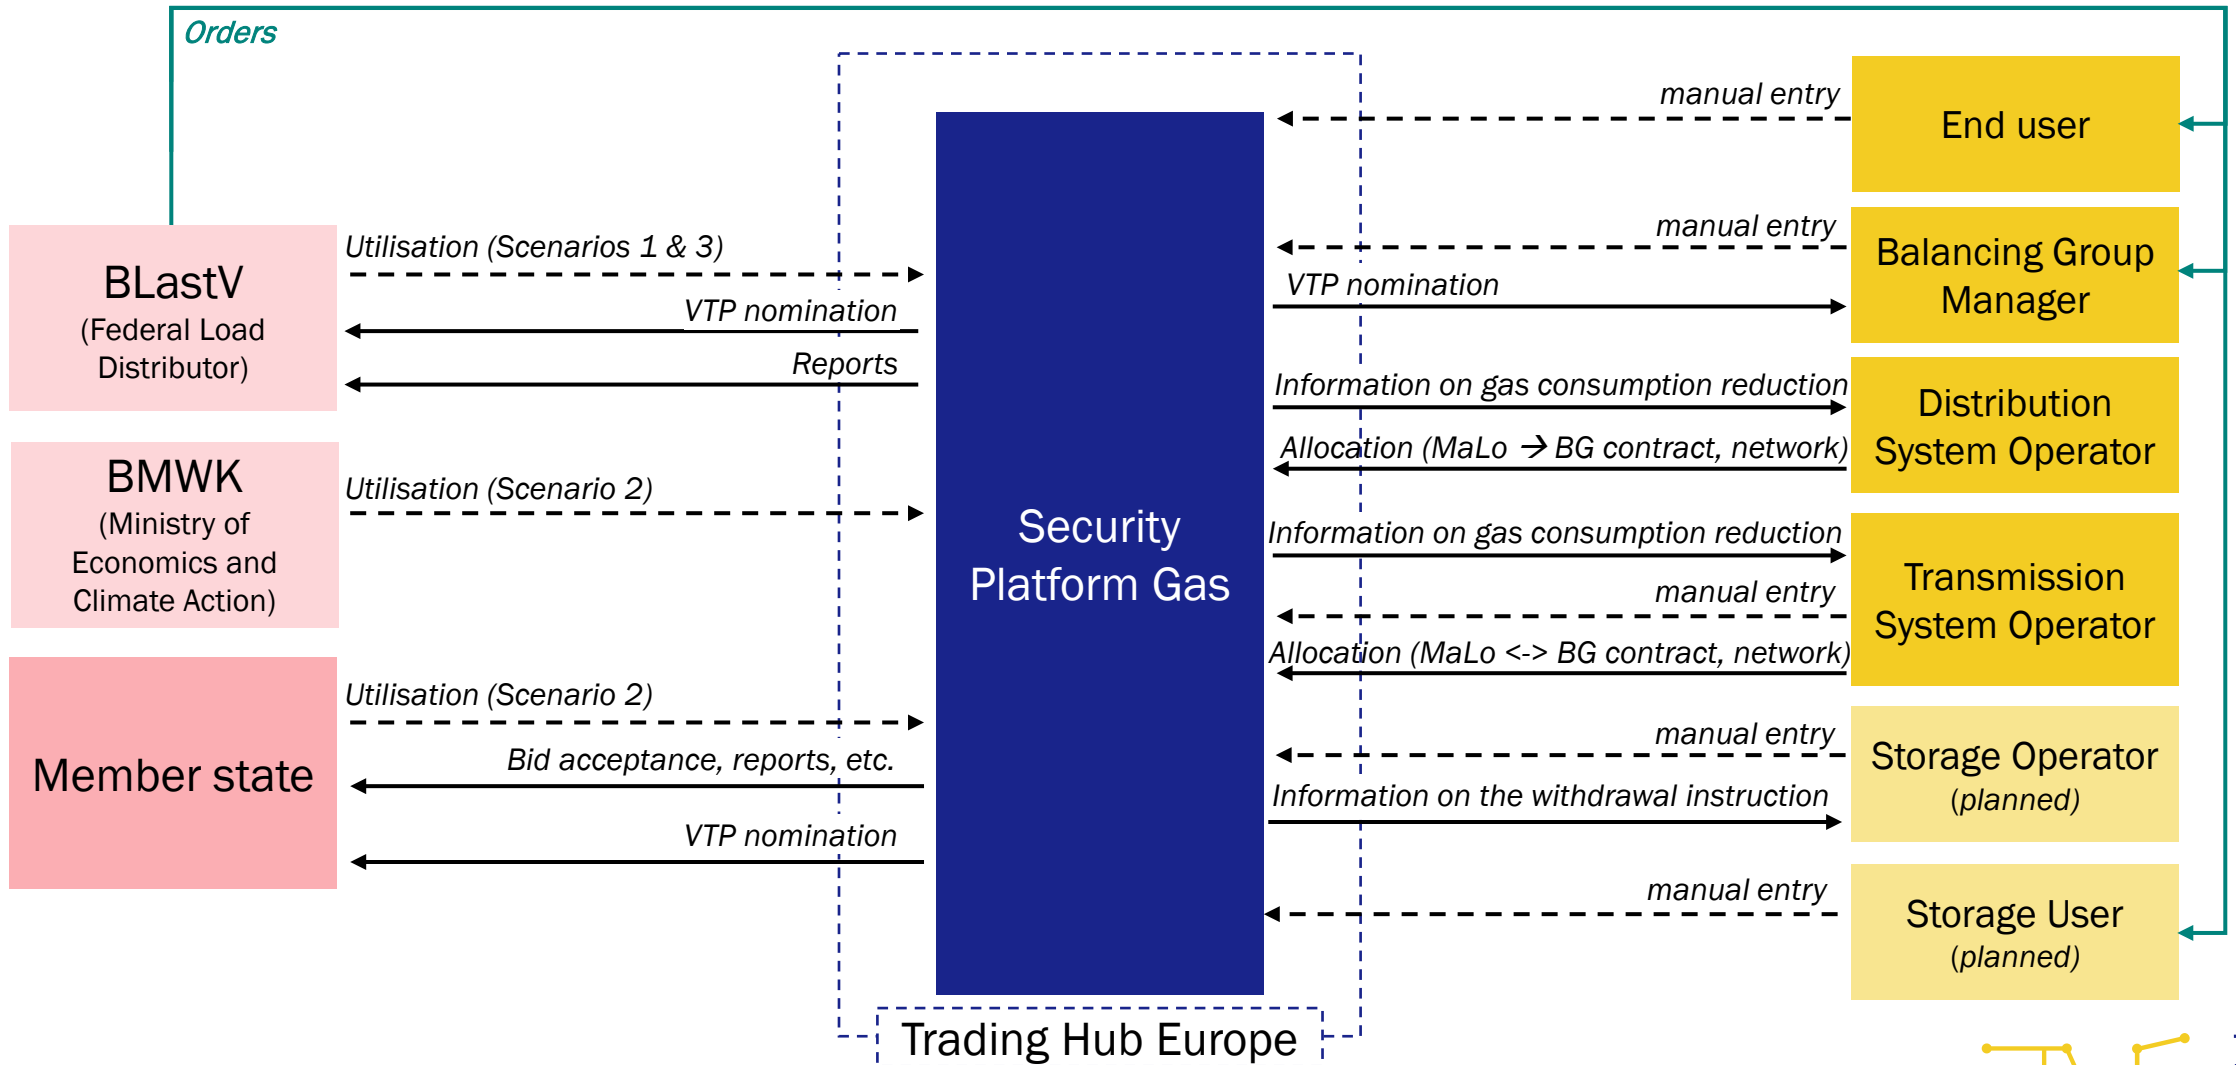 Orders
BLastV
(Federal Load
Distributor)
BMWK
(Ministry of
Economics and
Climate Action)
Member state
Utilisation (Scenarios 1 & 3)
VTP nomination
Reports
Utilisation (Scenario 2)
Utilisation (Scenario 2)
Bid acceptance, reports, etc.
VTP nomination
Security
Platform Gas
Trading Hub Europe
manual entry
manual entry
VTP nomination
Information on gas consumption reduction
Allocation (MaLo → BG contract, network)
Information on gas consumption reduction
manual entry
Allocation (MaLo <-> BG contract, network)
manual entry
Information on the withdrawal instruction
manual entry
End user
Balancing Group
Manager
Distribution
System Operator
Transmission
System Operator
Storage Operator
(planned)
Storage User
(planned)